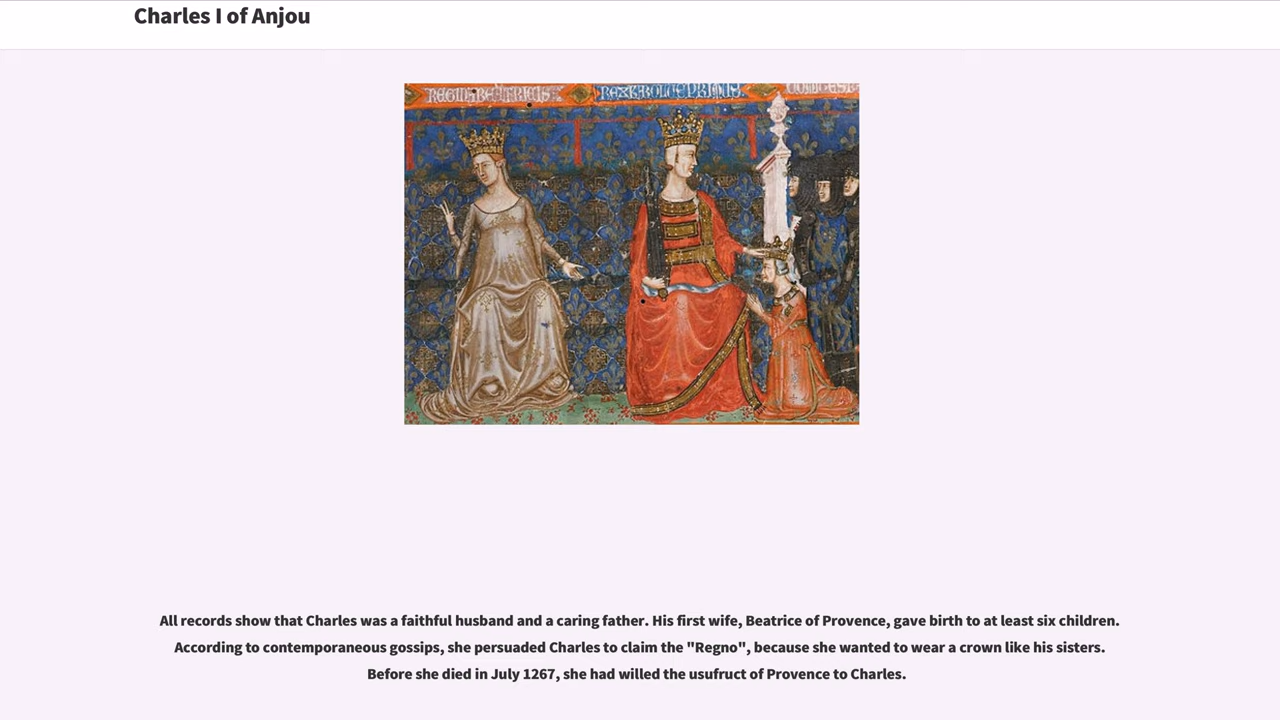 Charles I of Anjou
All records show that Charles was a faithful husband and a caring father. His first wife, Beatrice of Provence, gave birth to at least six children.
According to contemporaneous gossips, she persuaded Charles to claim the "Regno", because she wanted to wear a crown like his sisters.
Before she died in July 1267, she had willed the usufruct of Provence to Charles.